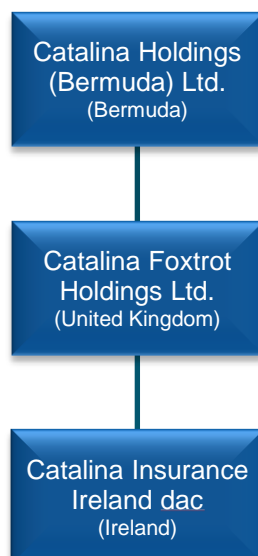 Catalina Holdings
(Bermuda) Ltd.
(Bermuda)
Catalina Foxtrot
Holdings Ltd.
(United Kingdom)
Catalina Insurance
Ireland dac
(Ireland)